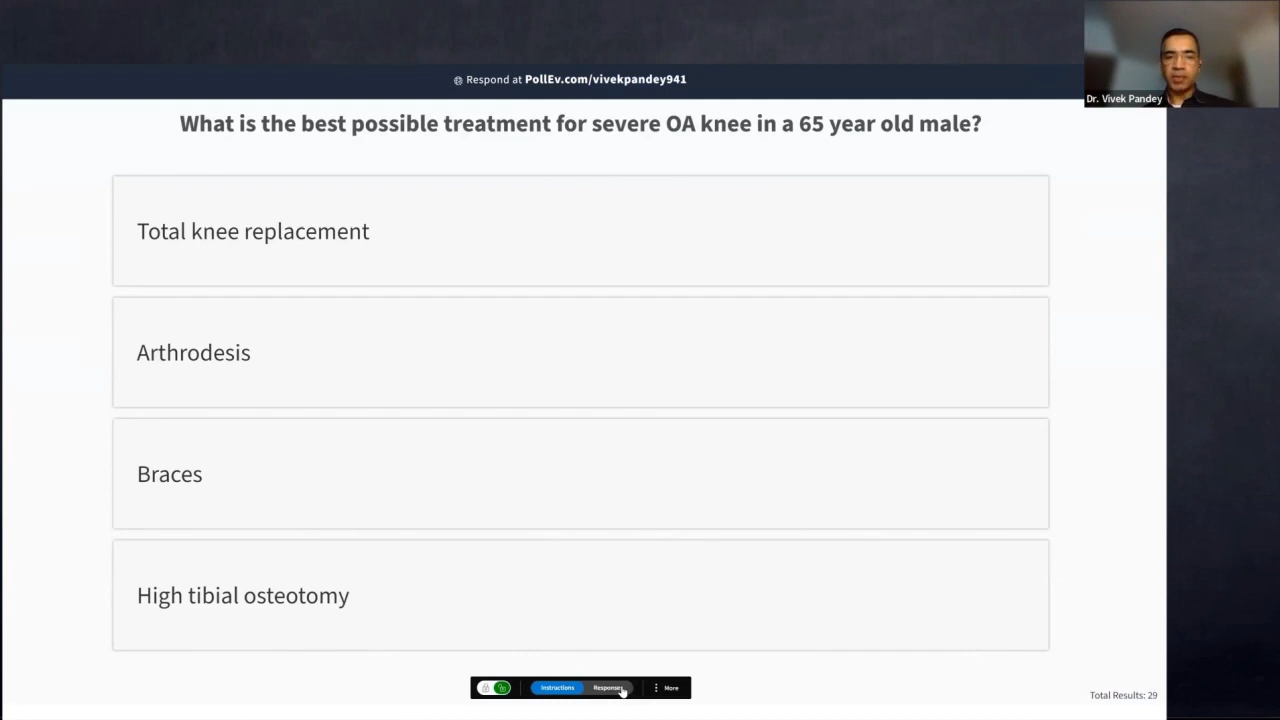 Respond at PollEv.com/vivekpandey941
Dr. Vivek Pandey
What is the best possible treatment for severe OA knee in a 65 year old male?
Total knee replacement
Arthrodesis
Braces
High tibial osteotomy
Instructions
Responses
More
Total Results: 29